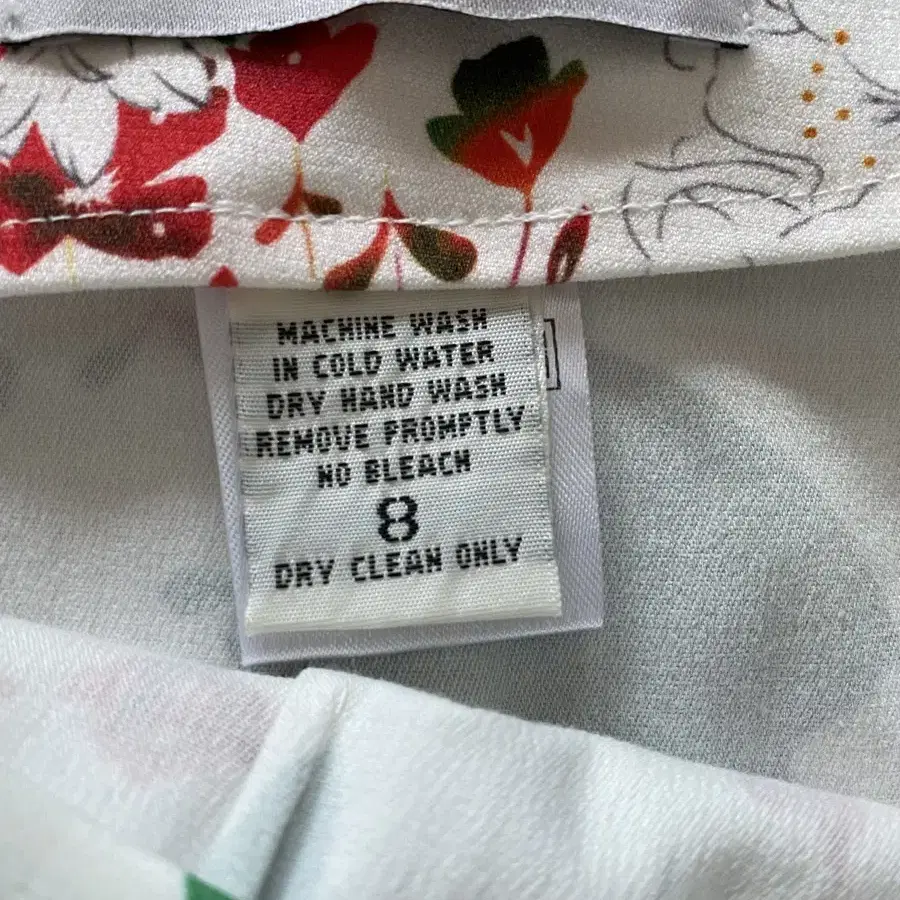 MACHINE WASH
IN COLD WATER
DRY HAND WASH
REMOVE PROMPTLY
NO BLEACH
8
DRY CLEAN ONLY